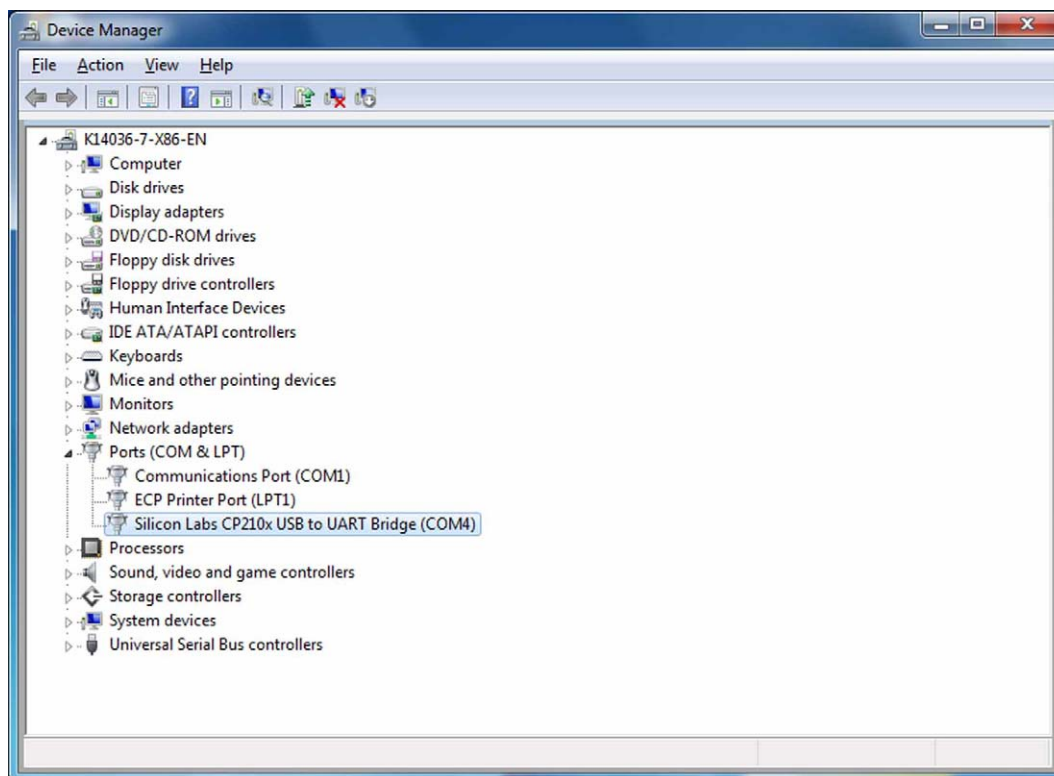 Device Manager
File Action View Help
K14036-7-X86-EN
Computer
Disk drives
Display adapters
DVD/CD-ROM drives
Floppy disk drives
Floppy drive controllers
Human Interface Devices
IDE ATA/ATAPI controllers
Keyboards
Mice and other pointing devices
Monitors
Network adapters
Ports (COM & LPT)
Communications Port (COM1)
ECP Printer Port (LPT1)
Silicon Labs CP210x USB to UART Bridge (COM4)
Processors
Sound, video and game controllers
Storage controllers
System devices
Universal Serial Bus controllers